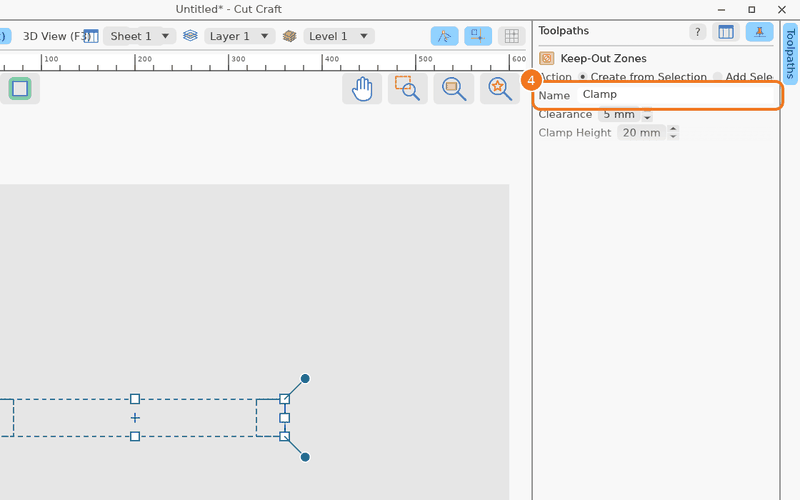 Untitled* - Cut Craft
3D View (F3)
Sheet 1
Layer 1
Level 1
Toolpaths
?
Toolpaths
100
200
300
400
500
600
Keep-Out Zones
Action
Create from Selection
Add Sele
4
Name
Clamp
Clearance
5 mm
Clamp Height
20 mm